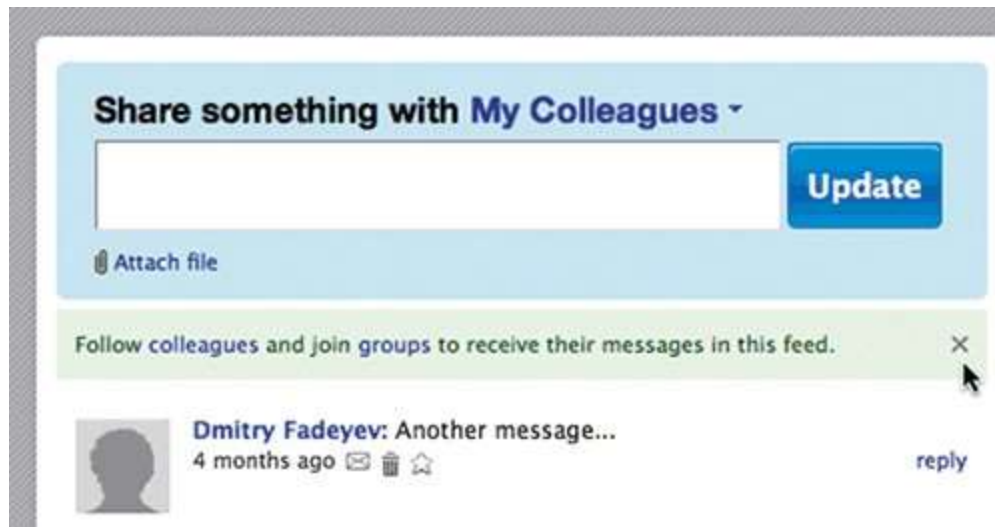 Share something with My Colleagues
Update
Attach file
Follow colleagues and join groups to receive their messages in this feed.
Dmitry Fadeyev: Another message...
4 months ago
reply